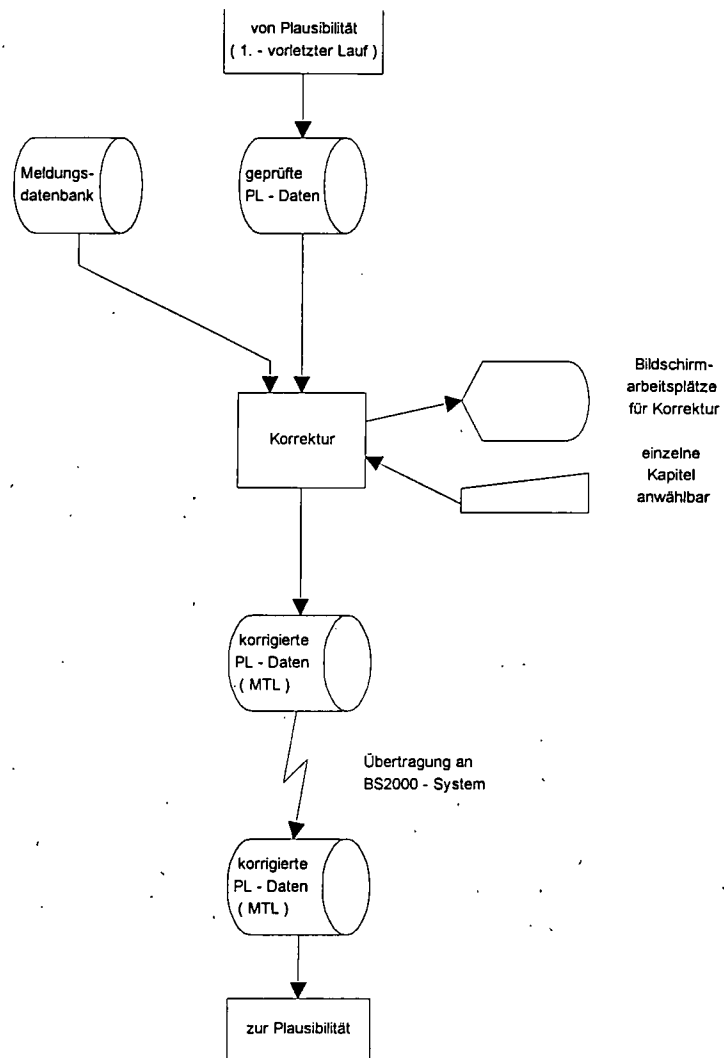 von Plausibilität
( 1. - vorletzter Lauf )
Meldungs-
datenbank
geprüfte
PL - Daten
Korrektur
Bildschirm-
arbeitsplätze
für Korrektur
einzelne
Kapitel
anwählbar
korrigierte
PL - Daten
( MTL )
Übertragung an
BS2000 - System
korrigierte
PL - Daten
( MTL )
zur Plausibilität